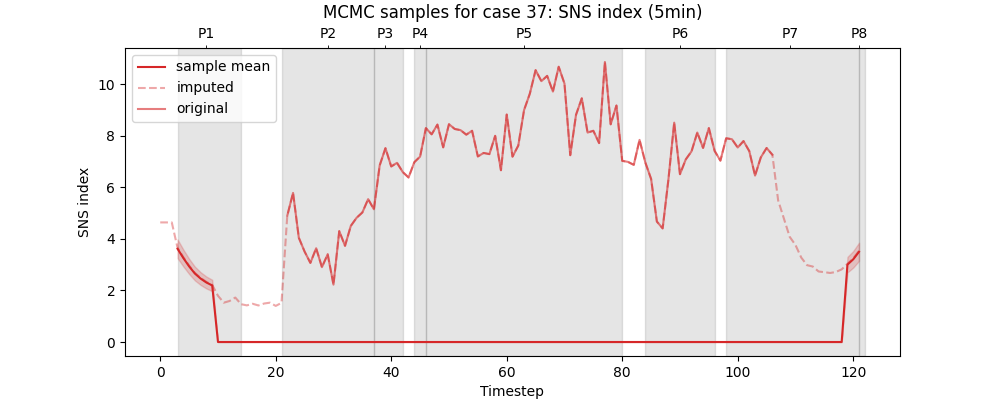 MCMC samples for case 37: SNS index (5min)
P1 P2 P3 P4 P5 P6 P7 P8
sample mean
imputed
original
SNS index
10
8
6
4
2
0
0 20 40 60 80 100 120
Timestep